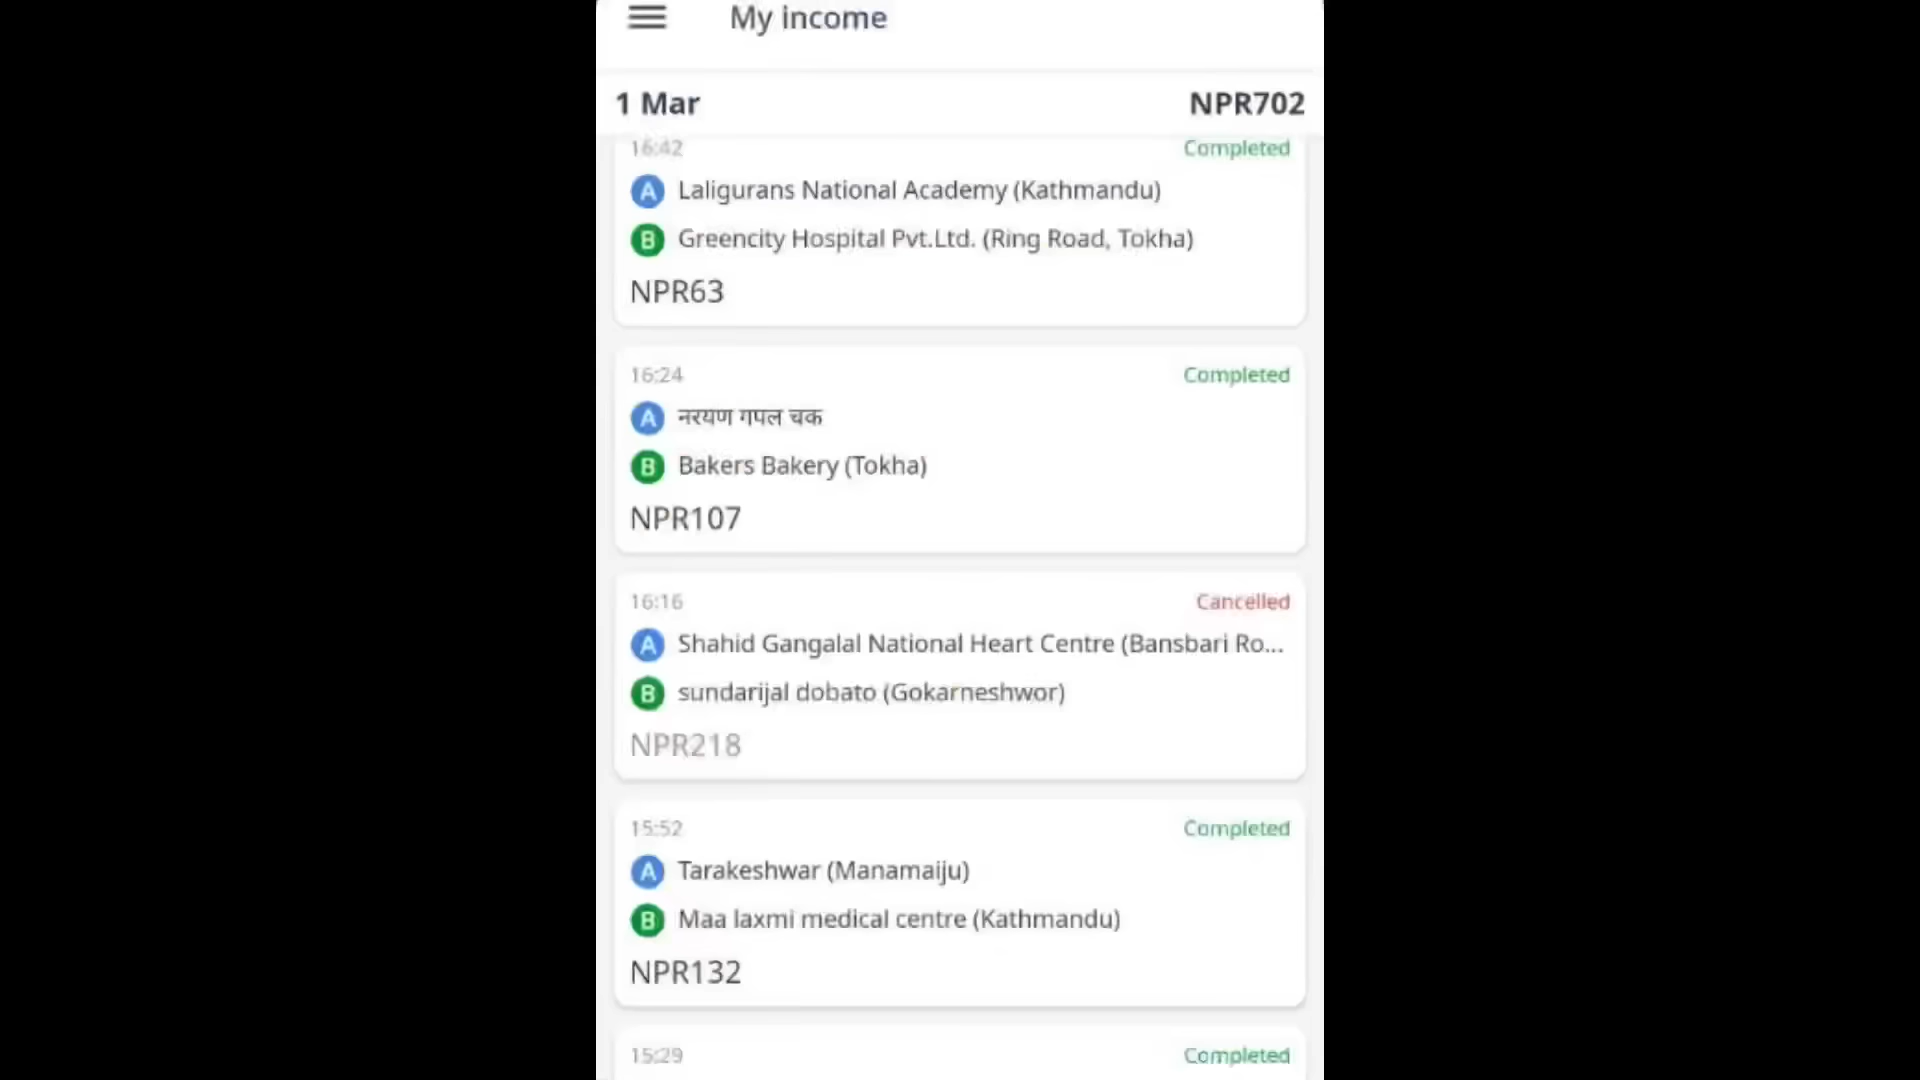 My income
1 Mar NPR702
16:42 Completed
A Laligurans National Academy (Kathmandu)
B Greencity Hospital Pvt.Ltd. (Ring Road, Tokha)
NPR63
16:24 Completed
A नरयण गपल चक
B Bakers Bakery (Tokha)
NPR107
16:16 Cancelled
A Shahid Gangalal National Heart Centre (Bansbari Ro...
B sundarijal dobato (Gokarneshwor)
NPR218
15:52 Completed
A Tarakeshwar (Manamaiju)
B Maa laxmi medical centre (Kathmandu)
NPR132
15:29 Completed